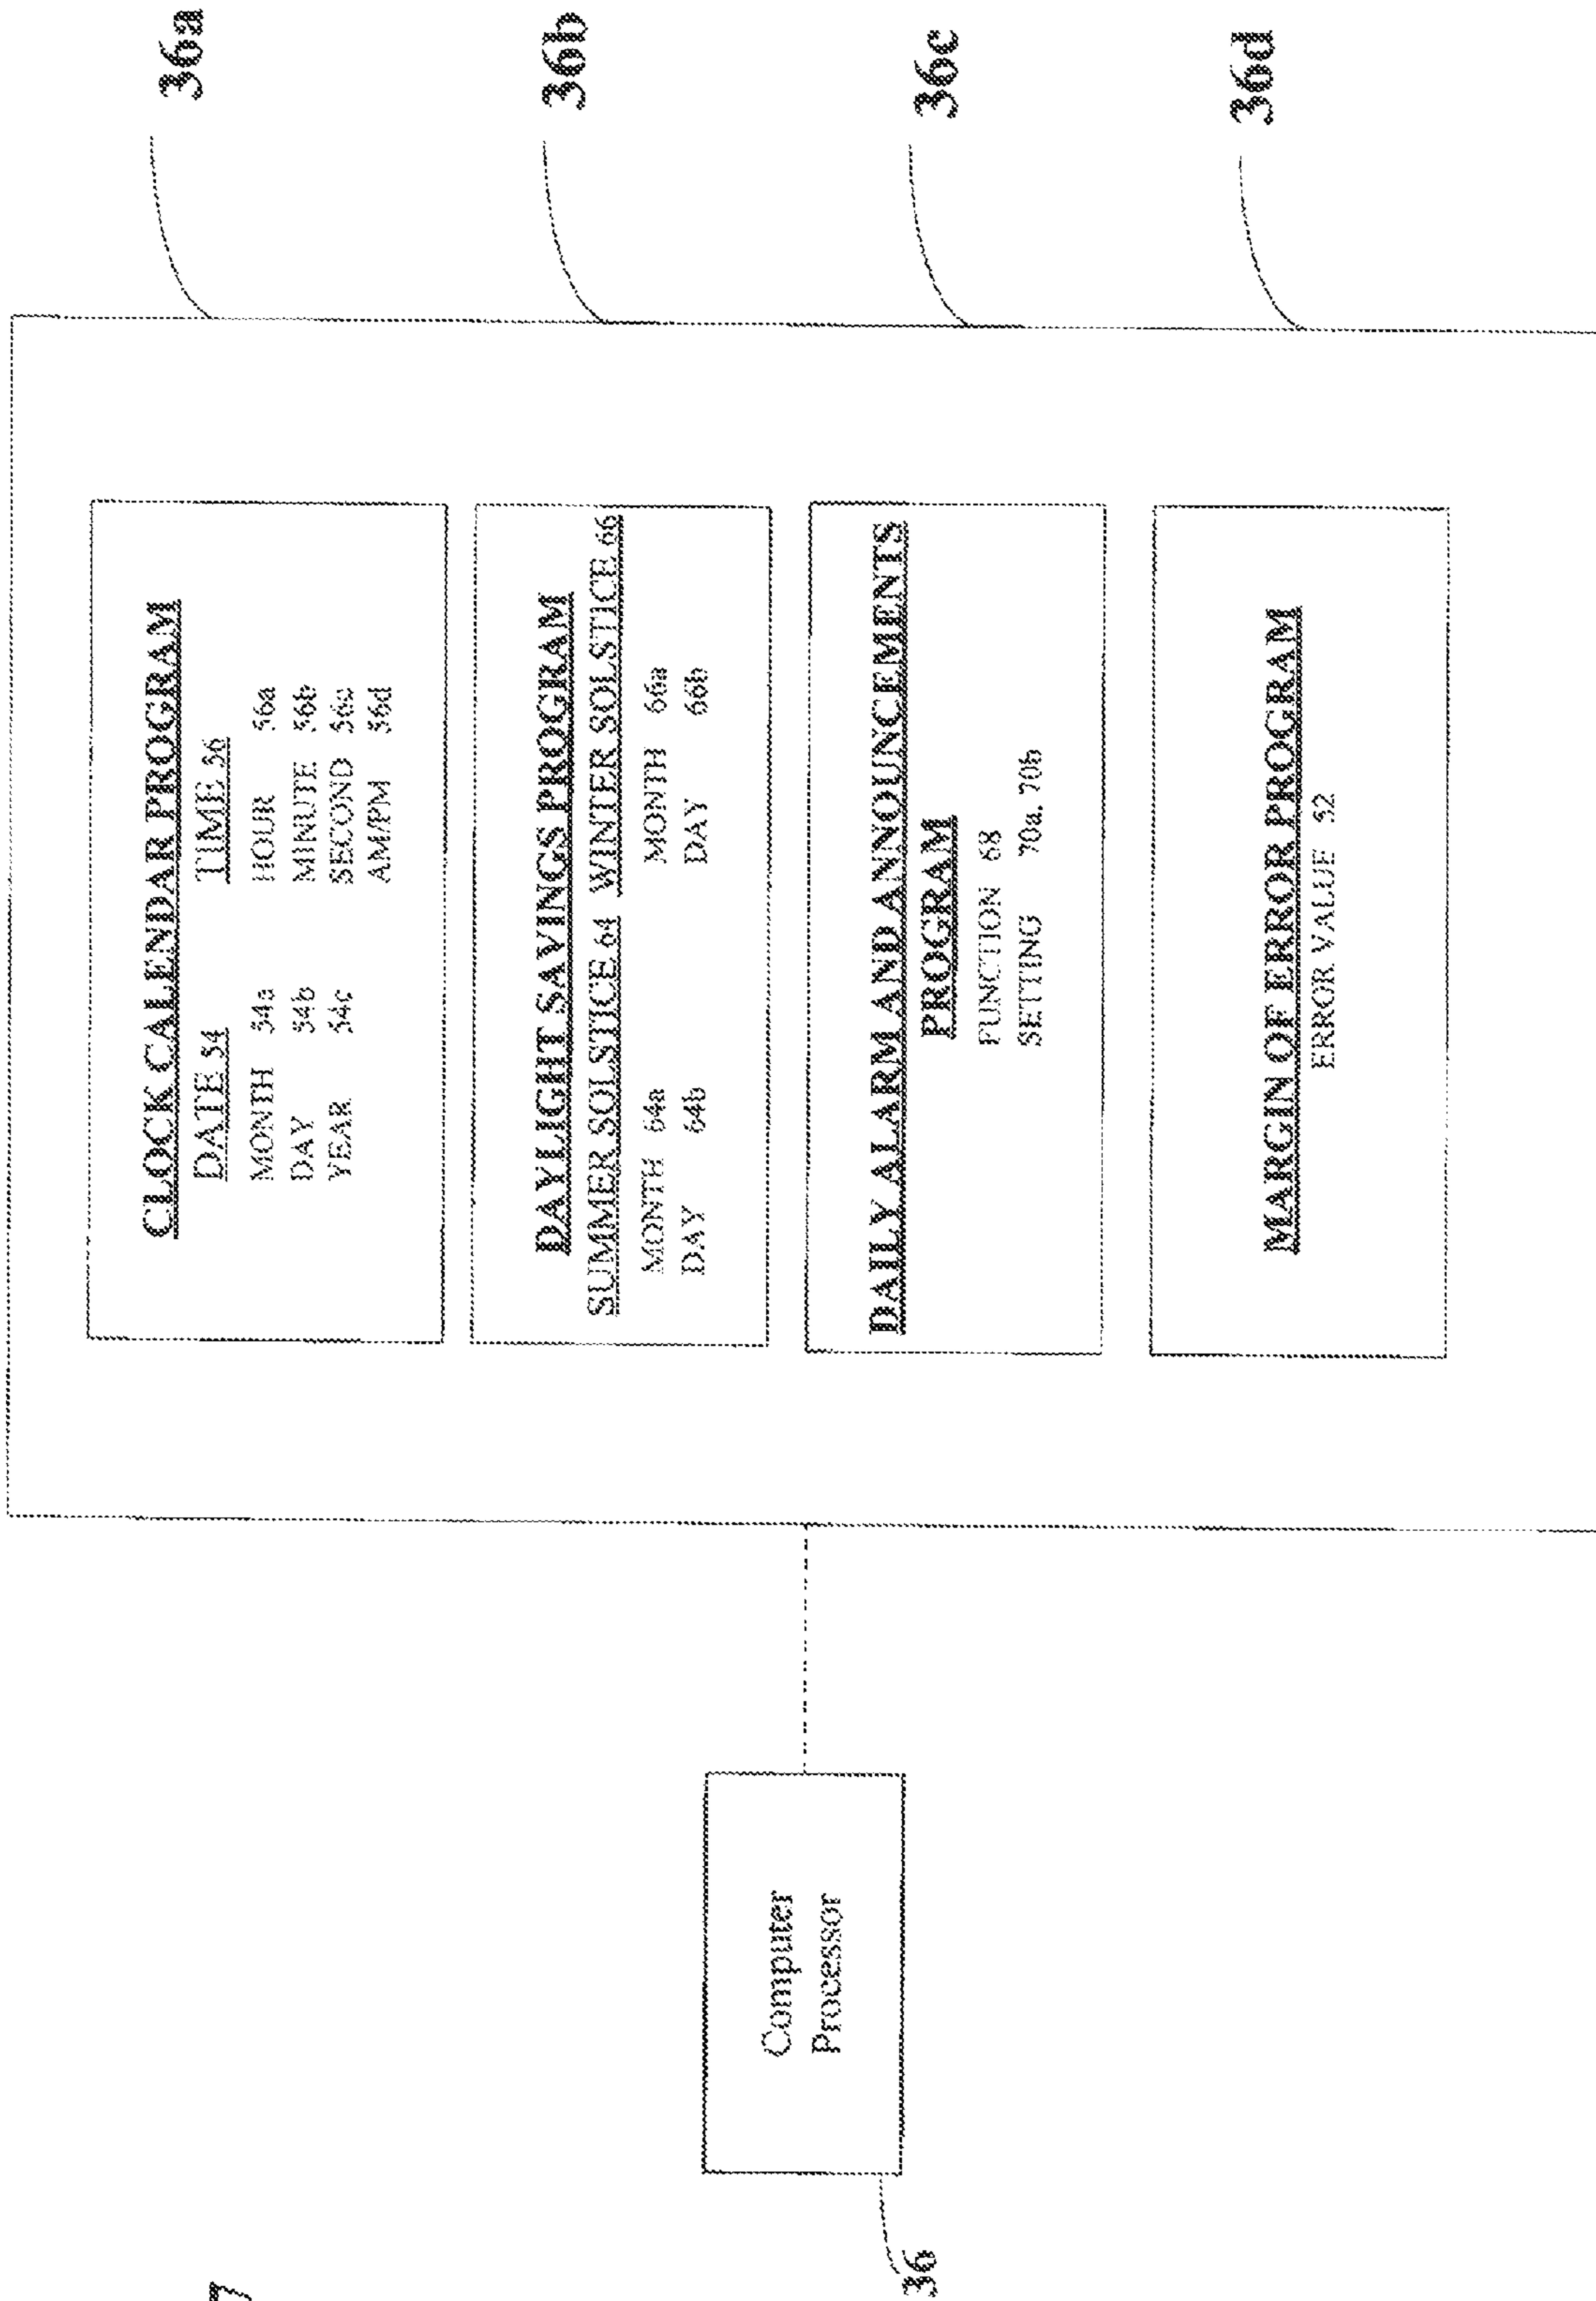 7
36
Computer
Processor
CLOCK CALENDAR PROGRAM
DATE 54 TIME 56
MONTH 54a HOUR 56a
DAY 54b MINUTE 56b
YEAR 54c SECOND 56c
AM/PM 56d
36a
DAYLIGHT SAVINGS PROGRAM
SUMMER SOLSTICE 64 WINTER SOLSTICE 66
MONTH 64a MONTH 66a
DAY 64b DAY 66b
36b
DAILY ALARM AND ANNOUNCEMENTS
PROGRAM
FUNCTION 68
SETTING 70a, 70b
36c
MARGIN OF ERROR PROGRAM
ERROR VALUE 52
36d